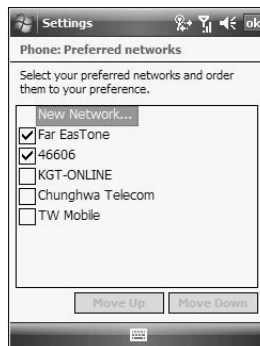 Settings
ok
Phone: Preferred networks
Select your preferred networks and order
them to your preference.
New Network...
Far EasTone
46606
KGT-ONLINE
Chunghwa Telecom
TW Mobile
Move Up Move Down